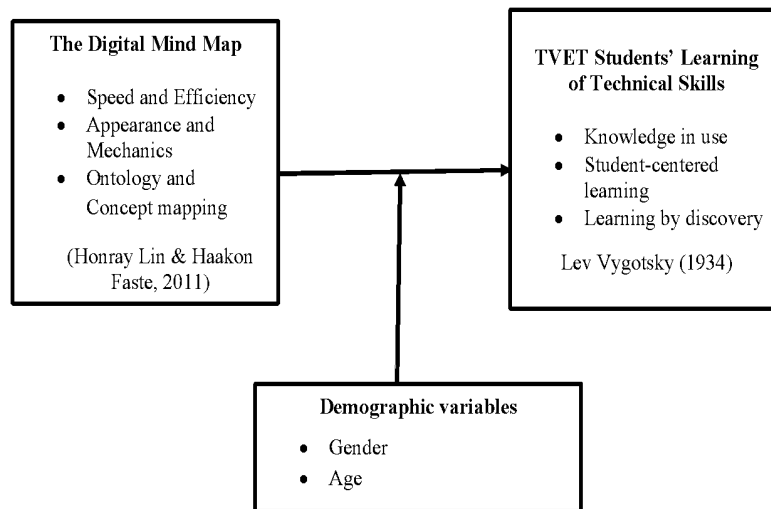 The Digital Mind Map
• Speed and Efficiency
• Appearance and
Mechanics
• Ontology and
Concept mapping
(Honray Lin & Haakon
Faste, 2011)
TVET Students’ Learning
of Technical Skills
• Knowledge in use
• Student-centered
learning
• Learning by discovery
Lev Vygotsky (1934)
Demographic variables
• Gender
• Age